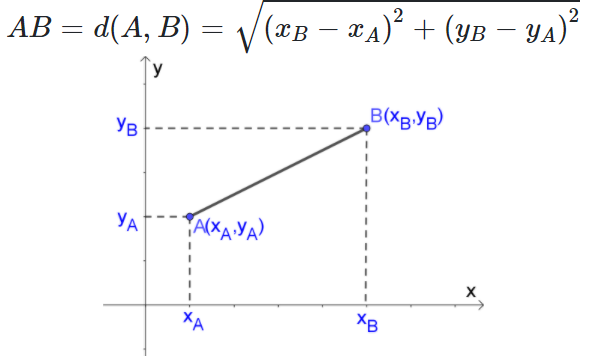 AB = d(A, B) = √((x_B − x_A)² + (y_B − y_A)²)
y
y_B
B(x_B,y_B)
y_A
A(x_A,y_A)
x
x_A
x_B